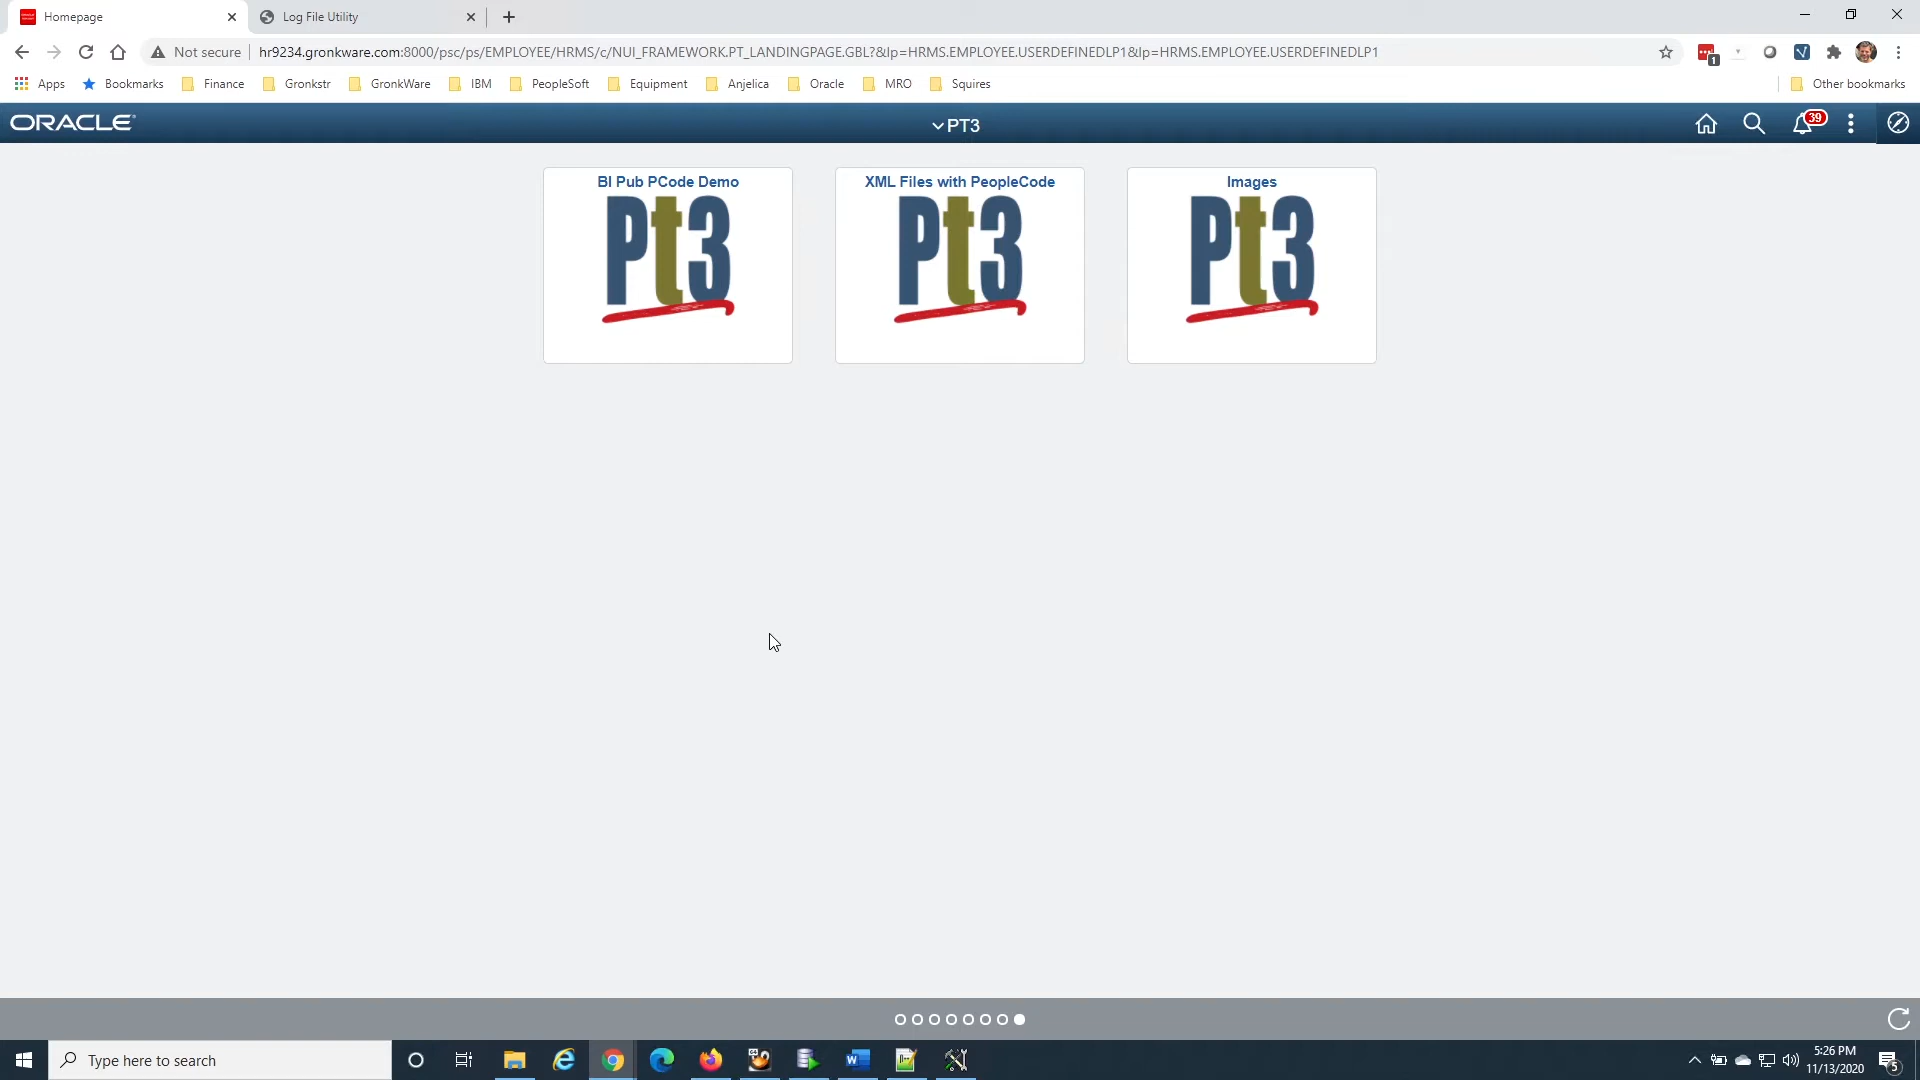 Homepage
Log File Utility
Not secure
hr9234.gronkware.com:8000/psc/ps/EMPLOYEE/HRMS/c/NUI_FRAMEWORK.PT_LANDINGPAGE.GBL?&lp=HRMS.EMPLOYEE.USERDEFINEDLP1&lp=HRMS.EMPLOYEE.USERDEFINEDLP1
1
Apps
Bookmarks
Finance
Gronkstr
GronkWare
IBM
PeopleSoft
Equipment
Anjelica
Oracle
MRO
Squires
Other bookmarks
ORACLE
PT3
39
BI Pub PCode Demo
XML Files with PeopleCode
Images
Pt3
Pt3
Pt3
Type here to search
5:26 PM
11/13/2020
5